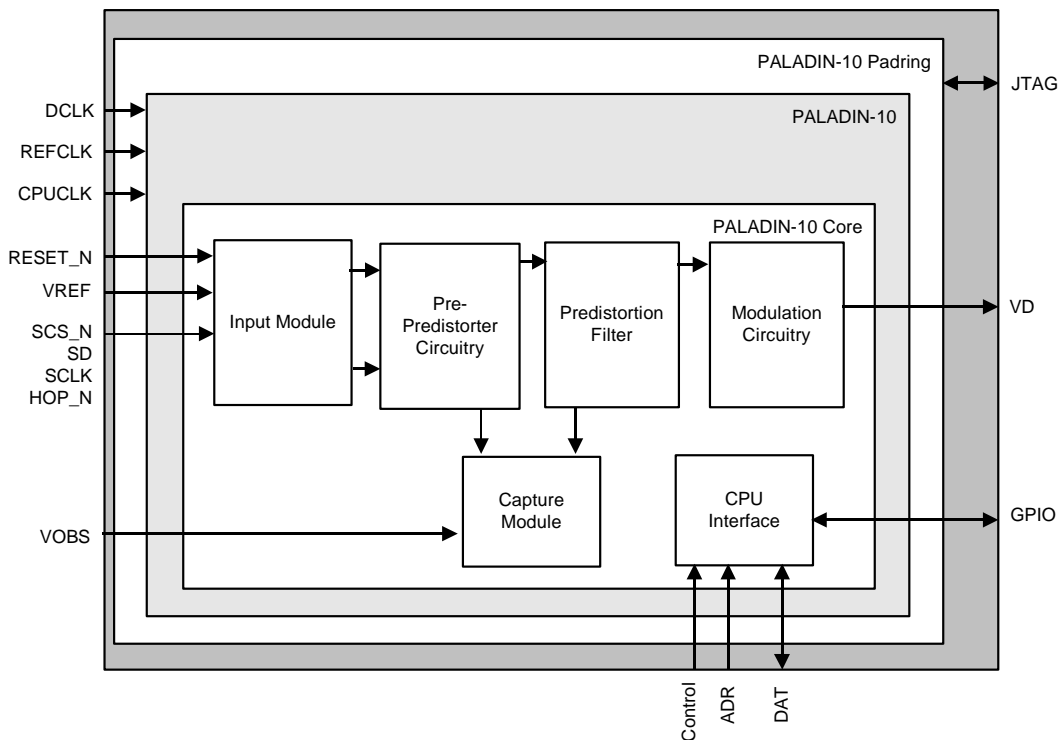 PALADIN-10 Padring
JTAG
DCLK
PALADIN-10
REFCLK
CPUCLK
PALADIN-10 Core
RESET_N
VREF
SCS_N
SD
SCLK
HOP_N
Input Module
Pre-
Predistorter
Circuitry
Predistortion
Filter
Modulation
Circuitry
VD
Capture
Module
CPU
Interface
GPIO
VOBS
Control
ADR
DAT